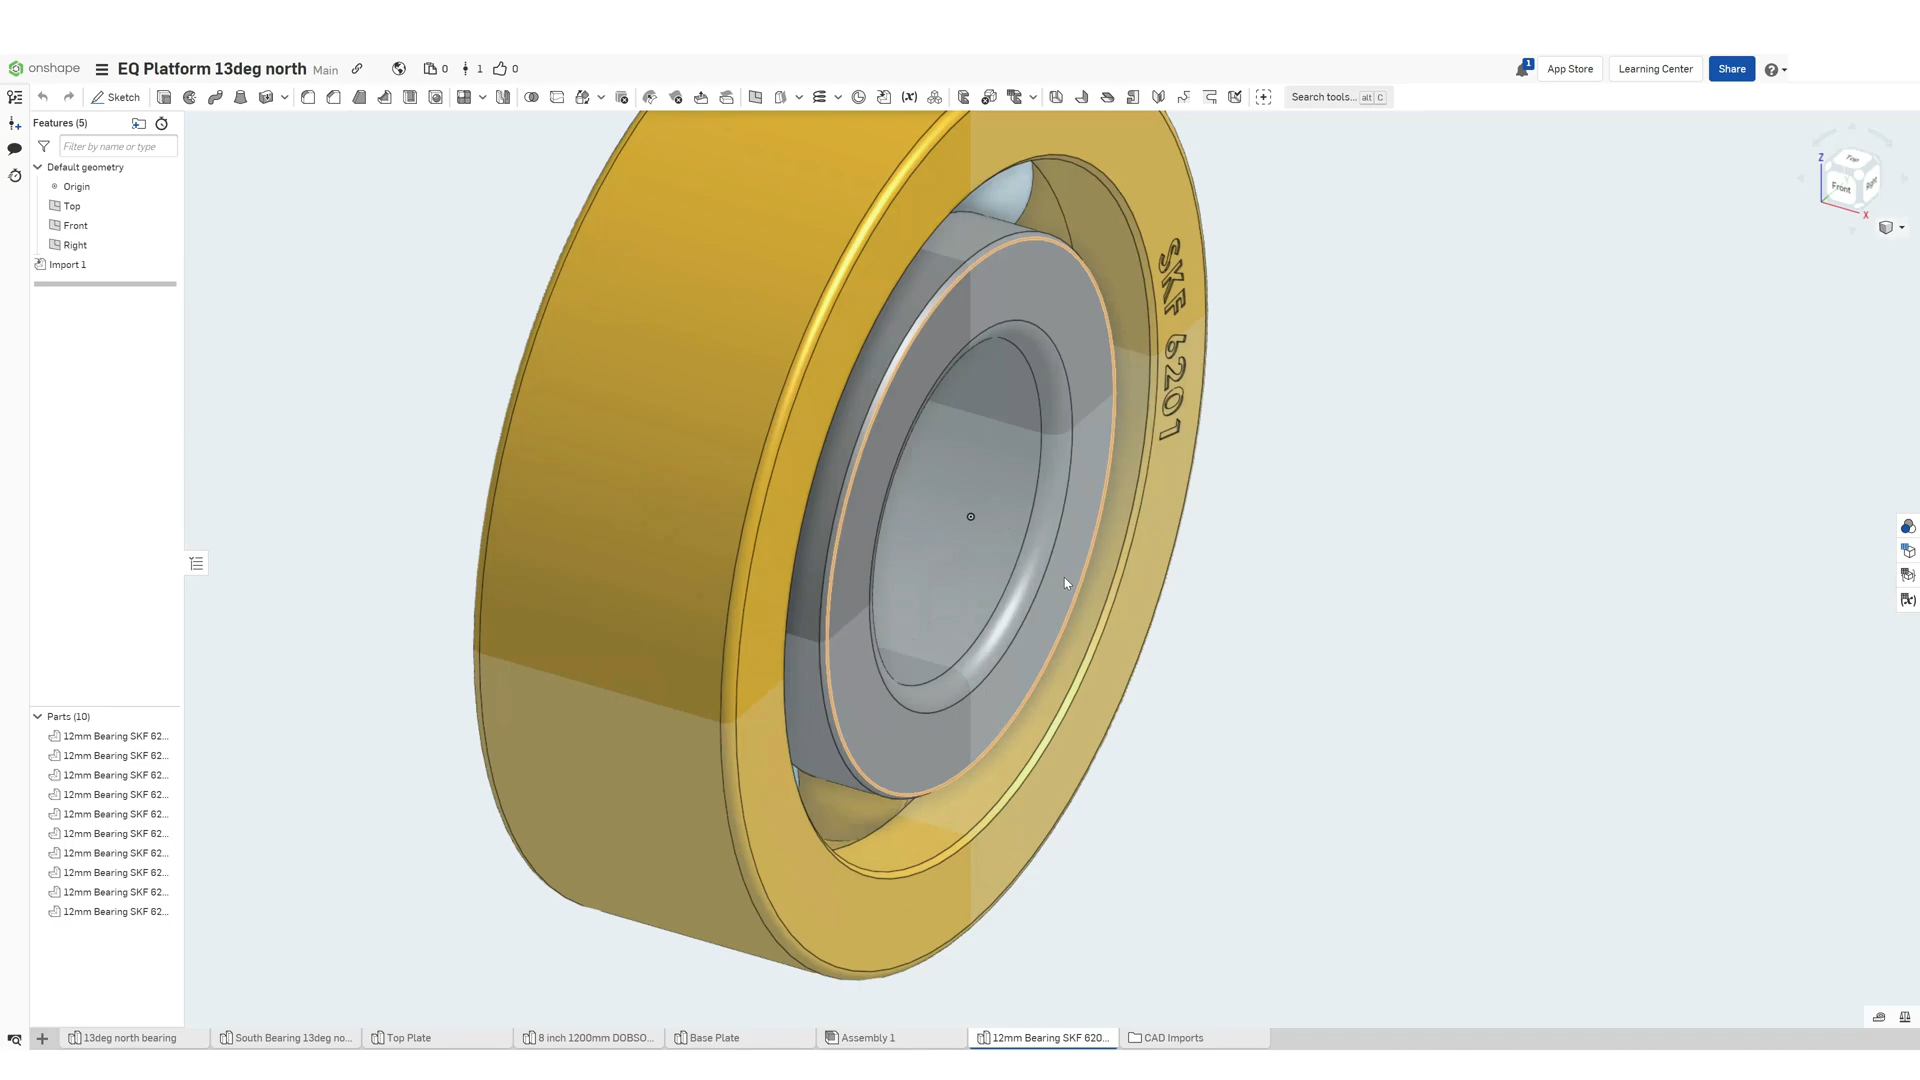 onshape
EQ Platform 13deg north Main
0
1
0
1
App Store
Learning Center
Share
Sketch
Search tools... alt C
Features (5)
Filter by name or type
Default geometry
Origin
Top
Front
Right
Import 1
Z
Top
Front
Right
X
SKF 6201
Parts (10)
12mm Bearing SKF 62...
12mm Bearing SKF 62...
12mm Bearing SKF 62...
12mm Bearing SKF 62...
12mm Bearing SKF 62...
12mm Bearing SKF 62...
12mm Bearing SKF 62...
12mm Bearing SKF 62...
12mm Bearing SKF 62...
12mm Bearing SKF 62...
13deg north bearing
South Bearing 13deg no...
Top Plate
8 inch 1200mm DOBSO...
Base Plate
Assembly 1
12mm Bearing SKF 620...
CAD Imports